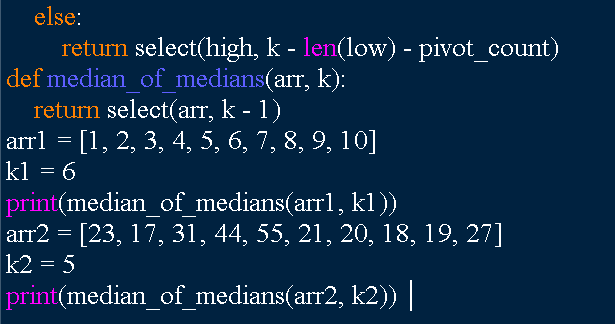 else:
return select(high, k - len(low) - pivot_count)
def median_of_medians(arr, k):
return select(arr, k - 1)
arr1 = [1, 2, 3, 4, 5, 6, 7, 8, 9, 10]
k1 = 6
print(median_of_medians(arr1, k1))
arr2 = [23, 17, 31, 44, 55, 21, 20, 18, 19, 27]
k2 = 5
print(median_of_medians(arr2, k2))